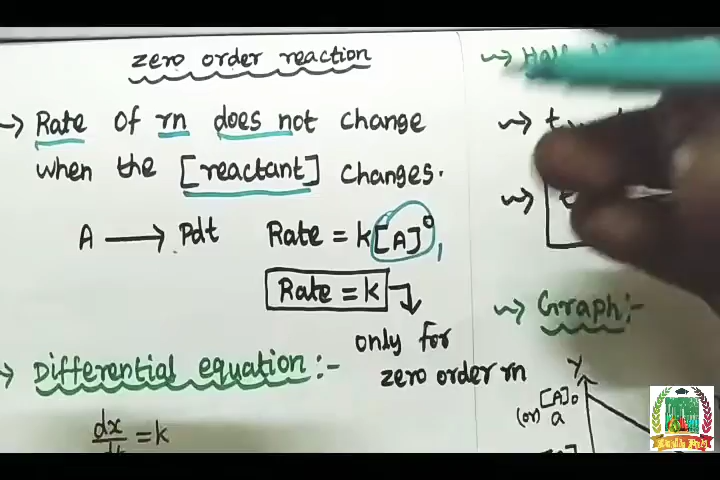 zero order reaction
→ Rate of rn does not change
when the [reactant] changes.
A → Pdt Rate = k[A]⁰
Rate = k
only for
zero order rn
→ Differential equation :-
dx
= k
→ Graph:-
Y
[A]₀
(or) a